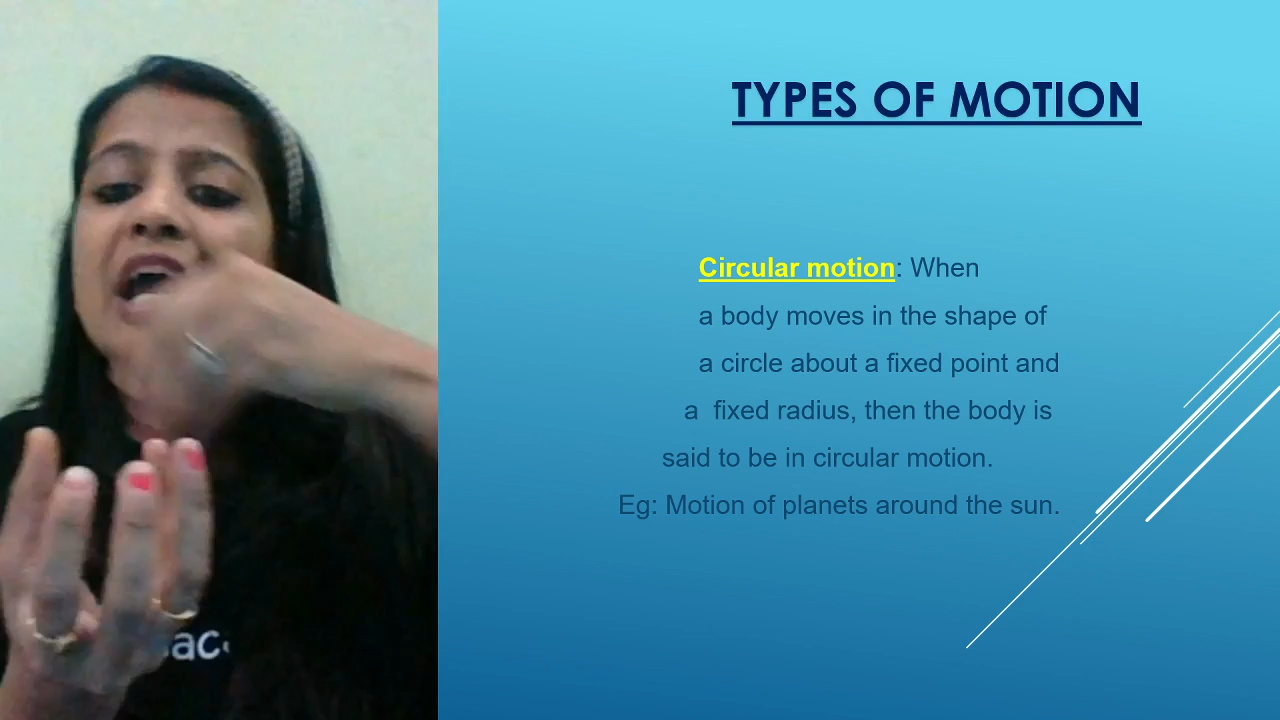 TYPES OF MOTION
Circular motion: When
a body moves in the shape of
a circle about a fixed point and
a  fixed radius, then the body is
said to be in circular motion.
Eg: Motion of planets around the sun.